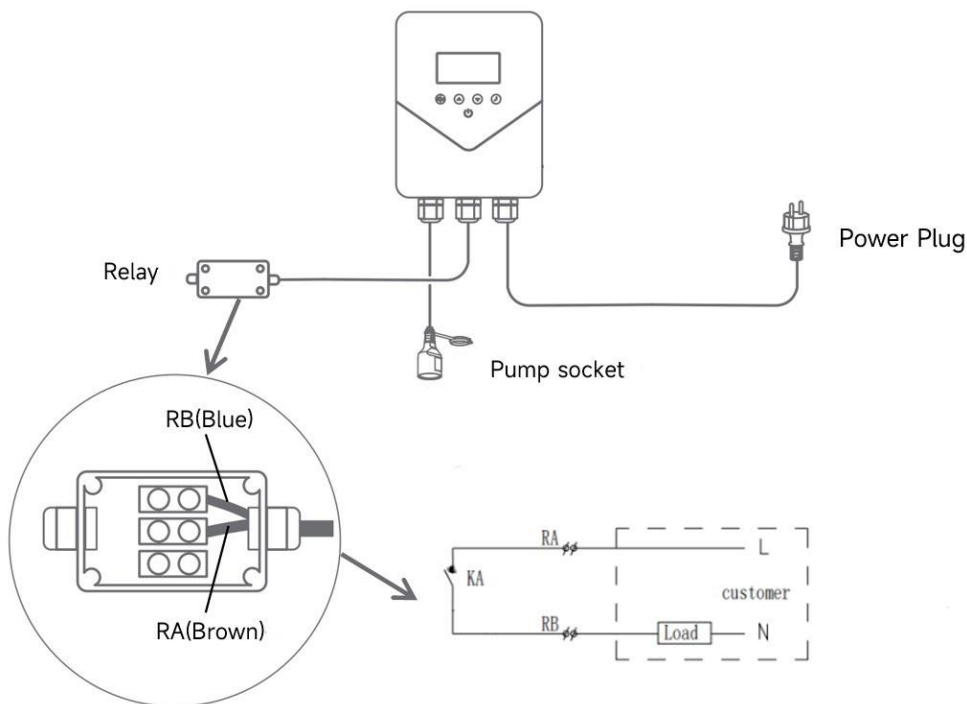 Relay
Power Plug
Pump socket
RB(Blue)
RA(Brown)
RA
L
KA
customer
RB
Load
N